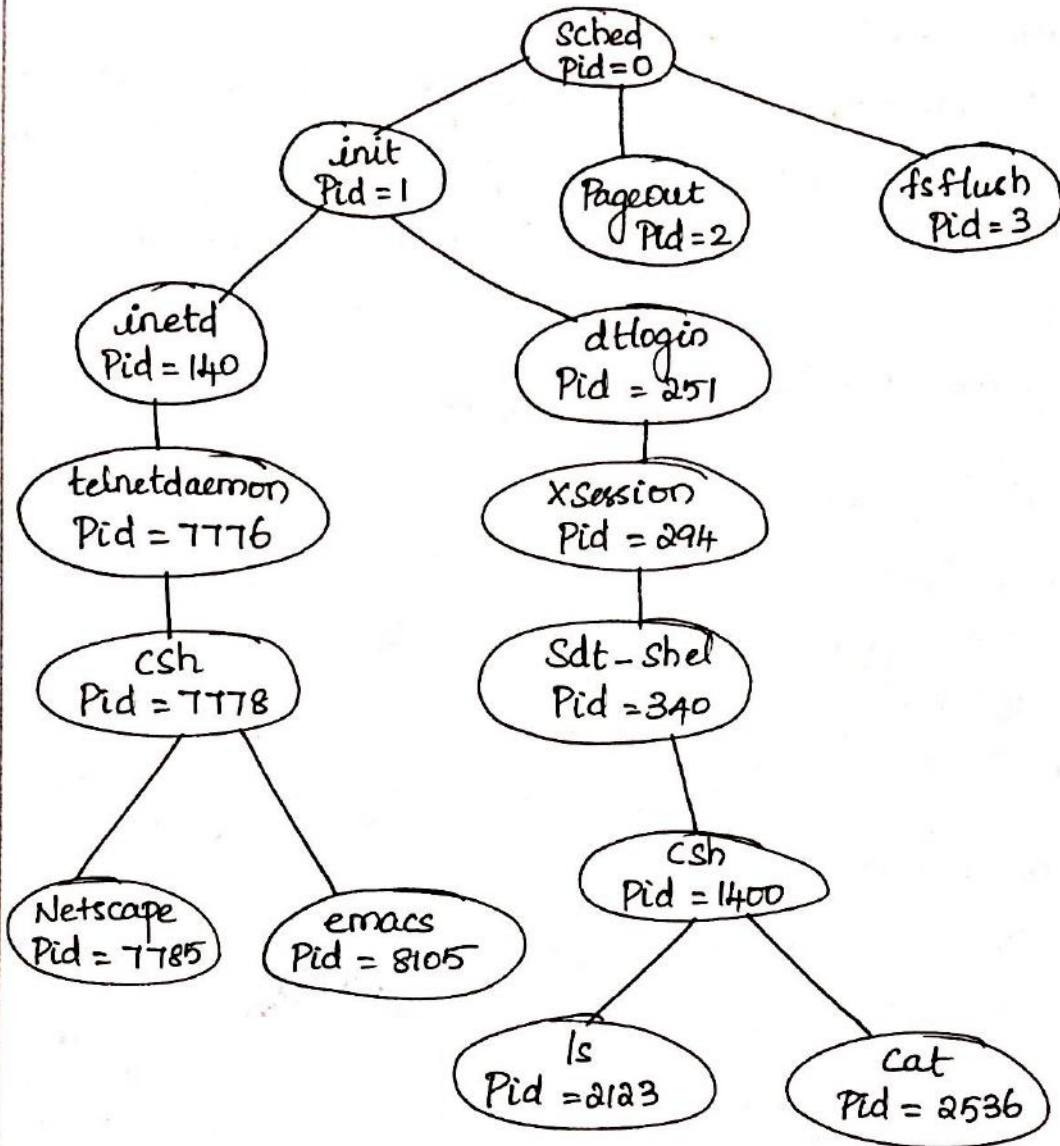 Sched
Pid=0
init
Pid=1
Pageout
Pid=2
fsflush
Pid=3
inetd
Pid=140
dtlogin
Pid=251
telnetdaemon
Pid=7776
Xsession
Pid=294
csh
Pid=7778
Sdt-shel
Pid=340
Netscape
Pid=7785
emacs
Pid=8105
csh
Pid=1400
ls
Pid=2123
Cat
Pid=2536